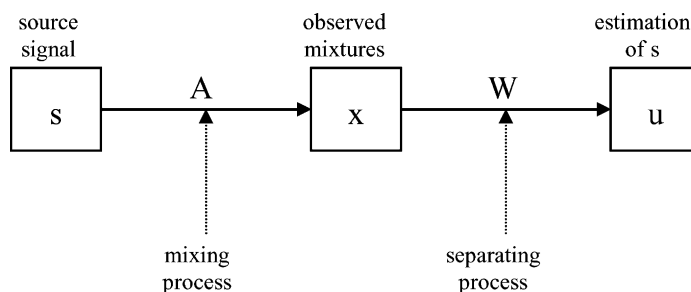 source
signal
observed
mixtures
estimation
of s
s
A
x
W
u
mixing
process
separating
process